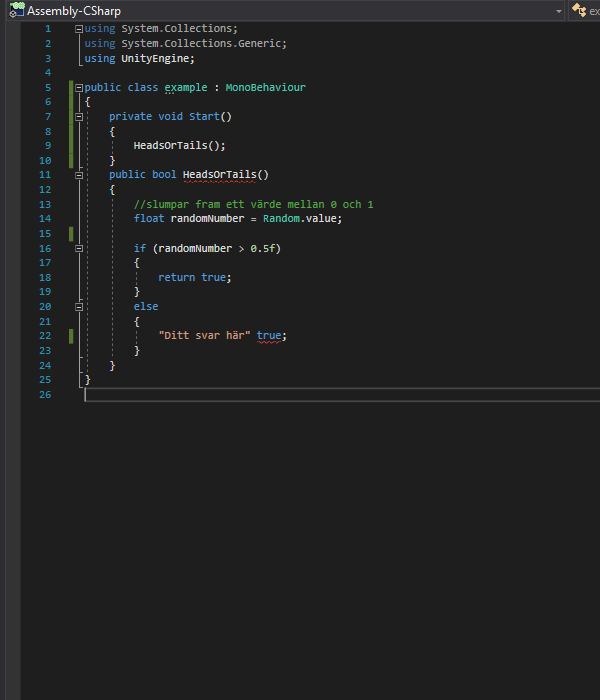 Assembly-CSharp
ex
1 using System.Collections;
2 using System.Collections.Generic;
3 using UnityEngine;
4
5 public class example : MonoBehaviour
6 {
7 private void Start()
8 {
9 HeadsOrTails();
10 }
11 public bool HeadsOrTails()
12 {
13 //slumpar fram ett värde mellan 0 och 1
14 float randomNumber = Random.value;
15
16 if (randomNumber > 0.5f)
17 {
18 return true;
19 }
20 else
21 {
22 "Ditt svar här" true;
23 }
24 }
25 }
26